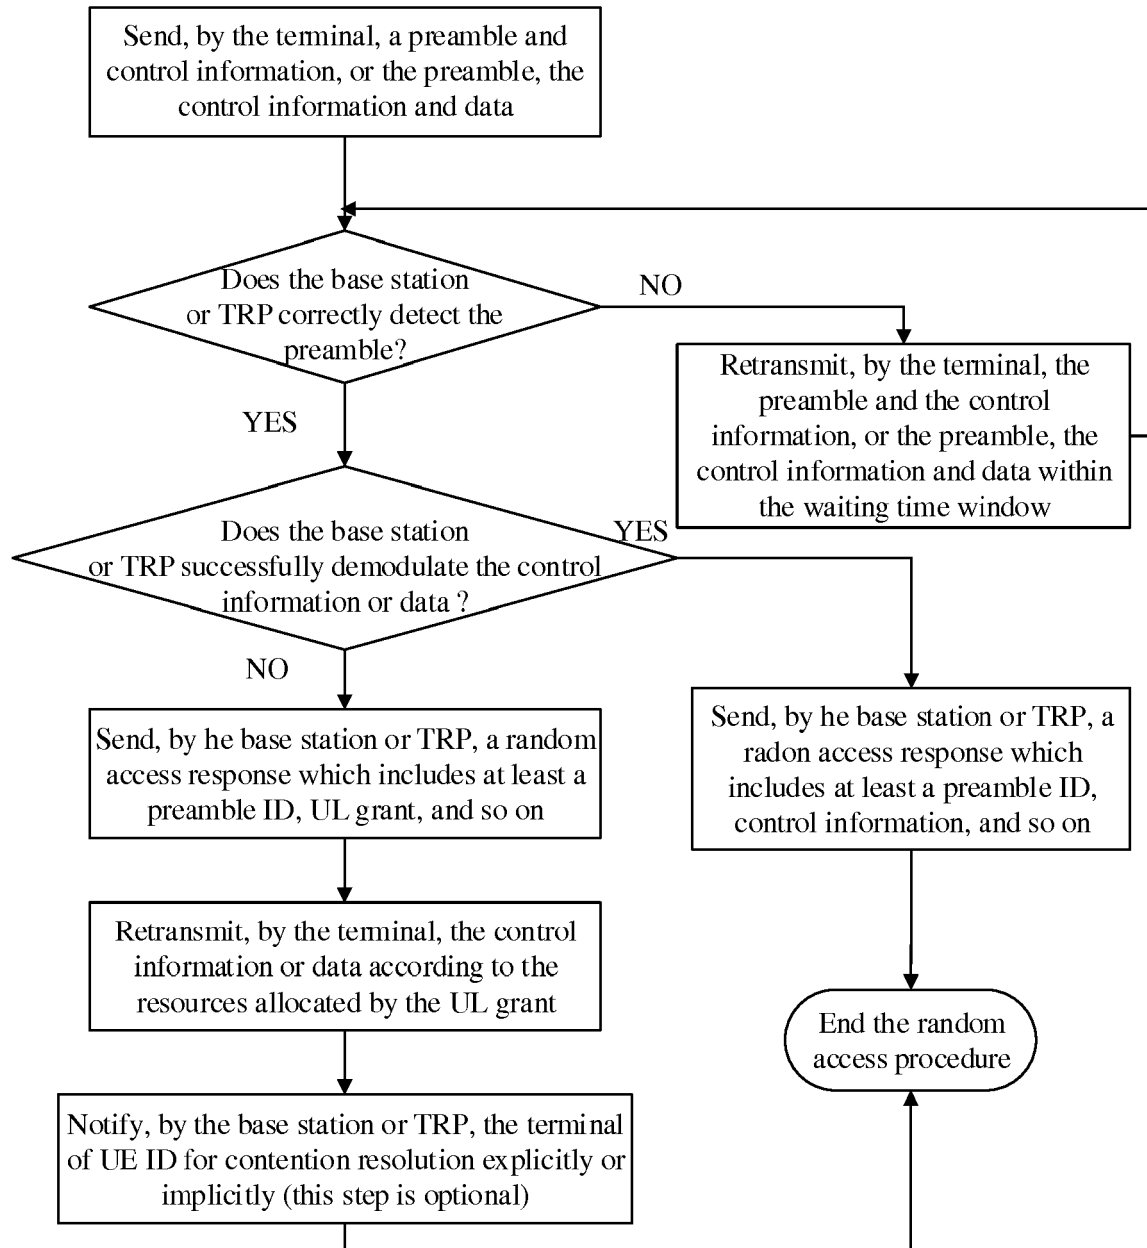 Send, by the terminal, a preamble and
control information, or the preamble, the
control information and data
Does the base station
or TRP correctly detect the
preamble?
NO
YES
Retransmit, by the terminal, the
preamble and the control
information, or the preamble, the
control information and data within
the waiting time window
Does the base station
or TRP successfully demodulate the control
information or data ?
YES
NO
Send, by he base station or TRP, a random
access response which includes at least a
preamble ID, UL grant, and so on
Send, by he base station or TRP, a
radon access response which
includes at least a preamble ID,
control information, and so on
Retransmit, by the terminal, the control
information or data according to the
resources allocated by the UL grant
End the random
access procedure
Notify, by the base station or TRP, the terminal
of UE ID for contention resolution explicitly or
implicitly (this step is optional)